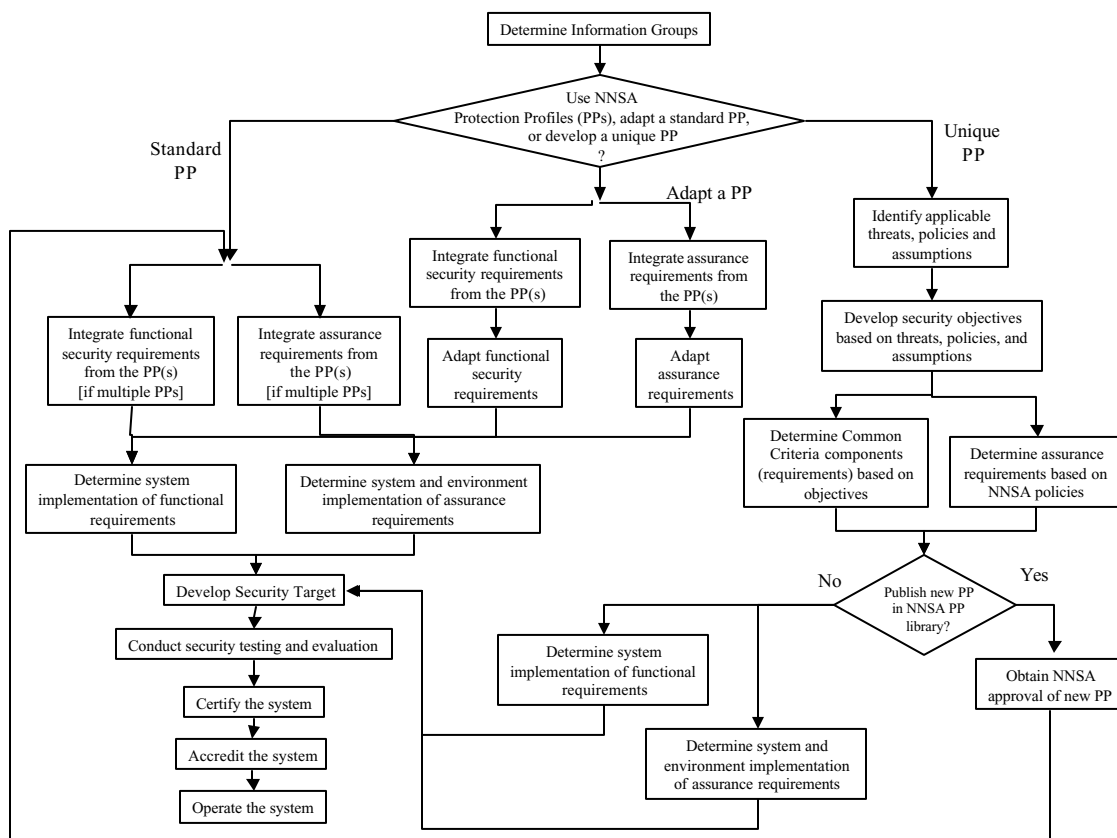 Determine Information Groups
Use NNSA
Protection Profiles (PPs), adapt a standard PP,
or develop a unique PP
?
Standard
PP
Unique
PP
Adapt a PP
Identify applicable
threats, policies and
assumptions
Integrate functional
security requirements
from the PP(s)
Integrate assurance
requirements from
the PP(s)
Integrate functional
security requirements
from the PP(s)
[if multiple PPs]
Integrate assurance
requirements from
the PP(s)
[if multiple PPs]
Develop security objectives
based on threats, policies, and
assumptions
Adapt functional
security
requirements
Adapt
assurance
requirements
Determine Common
Criteria components
(requirements) based on
objectives
Determine assurance
requirements based on
NNSA policies
Determine system
implementation of functional
requirements
Determine system and environment
implementation of assurance
requirements
No
Yes
Publish new PP
in NNSA PP
library?
Develop Security Target
Conduct security testing and evaluation
Determine system
implementation of functional
requirements
Obtain NNSA
approval of new PP
Certify the system
Accredit the system
Determine system and
environment implementation
of assurance requirements
Operate the system